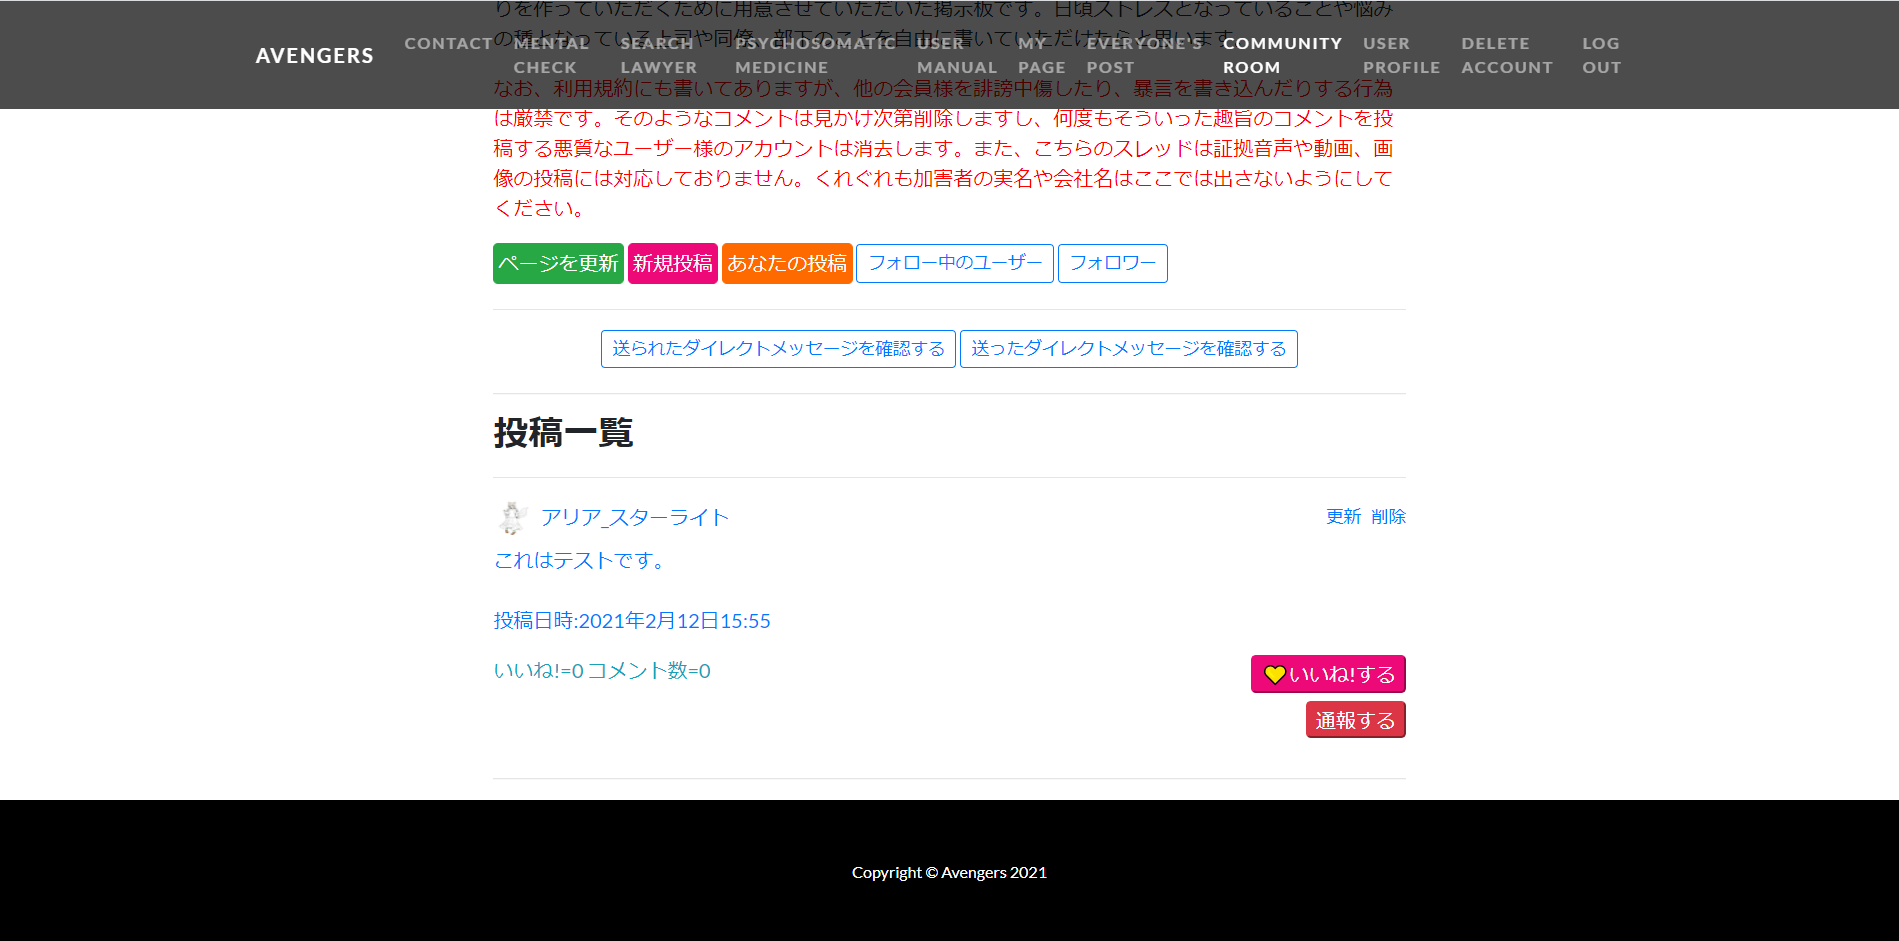 りを作っていただくために用意させていただいた掲示板です。日頃ストレスとなっていることや悩み
の種となっている上司や同僚、部下のことを自由に書いていただけたらと思います。
AVENGERS
CONTACT
MENTAL CHECK
SEARCH LAWYER
PSYCHOSOMATIC MEDICINE
USER MANUAL
MY PAGE
EVERYONE'S POST
COMMUNITY ROOM
USER PROFILE
DELETE ACCOUNT
LOG OUT
なお、利用規約にも書いてありますが、他の会員様を誹謗中傷したり、暴言を書き込んだりする行為
は厳禁です。そのようなコメントは見かけ次第削除しますし、何度もそういった趣旨のコメントを投
稿する悪質なユーザー様のアカウントは消去します。また、こちらのスレッドは証拠音声や動画、画
像の投稿には対応しておりません。くれぐれも加害者の実名や会社名はここでは出さないようにして
ください。
ページを更新 新規投稿 あなたの投稿 フォロー中のユーザー フォロワー
送られたダイレクトメッセージを確認する 送ったダイレクトメッセージを確認する
投稿一覧
アリア_スターライト 更新 削除
これはテストです。
投稿日時:2021年2月12日15:55
いいね!=0 コメント数=0 いいね!する
通報する
Copyright © Avengers 2021